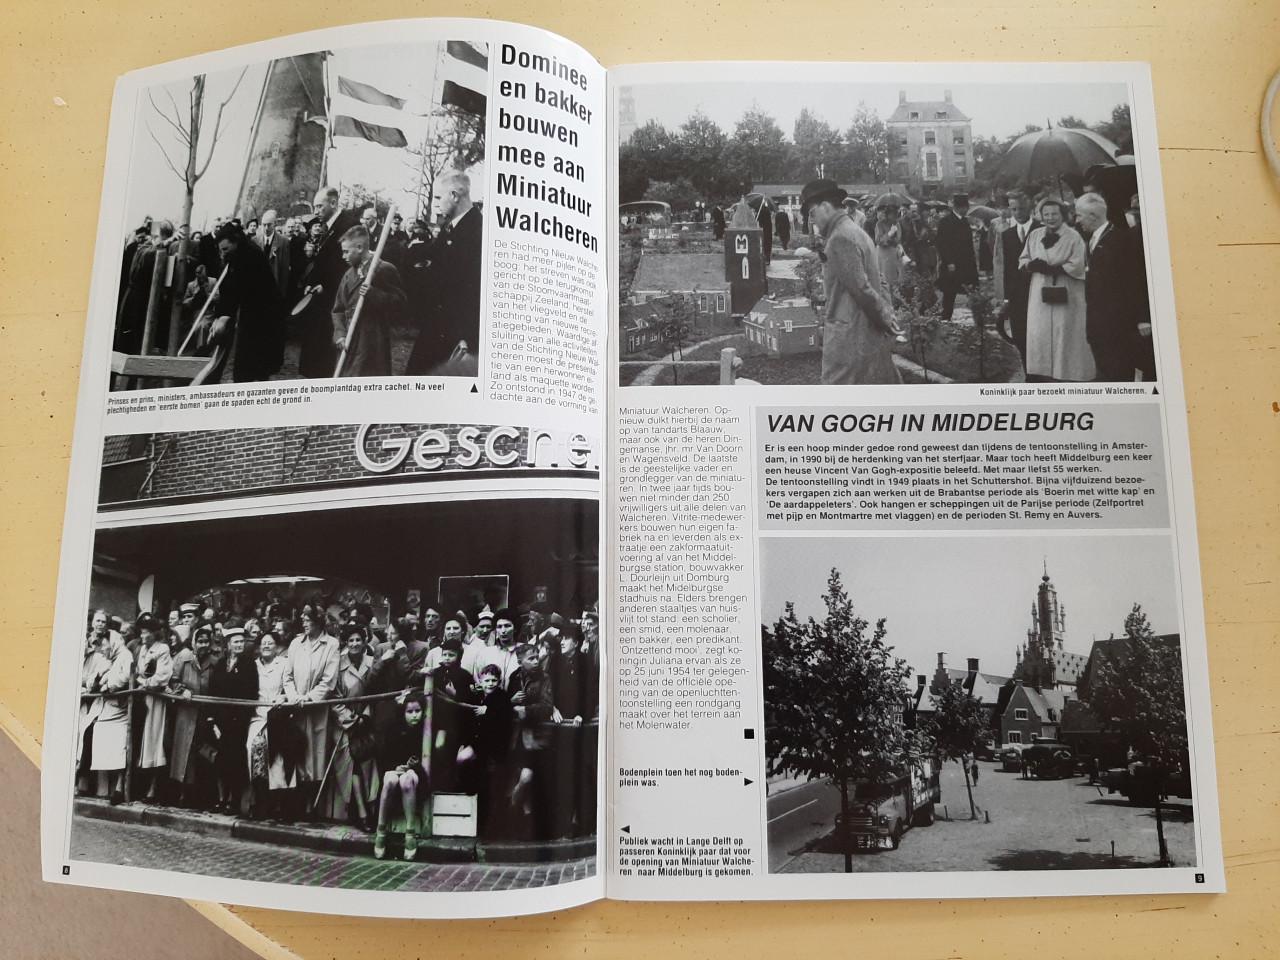 Dominee
en bakker
bouwen
mee aan
Miniatuur
Walcheren
De Stichting Nieuw Walche-
ren had meer pijlen op de
boog: het streven was ook
gericht op de terugkomst
van de Stoomvaartmaat-
schappij Zeeland, herstel
van het vliegveld en de
stichting van nieuwe recre-
atiegebieden. Waardige af-
sluiting van alle activiteiten
van de Stichting Nieuw Wal-
cheren moest de presenta-
tie van een herwonnen ei-
land als maquette worden.
Zo ontstond in 1947 de ge-
dachte aan de vorming van
Prinses en prins, ministers, ambassadeurs en gazanten geven de boomplantdag extra cachet. Na veel
plechtigheden en 'eerste bomen' gaan de spaden echt de grond in.
Gesche
8
Koninklijk paar bezoekt miniatuur Walcheren.
Miniatuur Walcheren. Op-
nieuw duikt hierbij de naam
op van tandarts Blaauw,
maar ook van de heren Din-
gemanse, jhr. mr Van Doorn
en Wagensveld. De laatste
is de geestelijke vader en
grondlegger van de miniatu-
ren. In twee jaar tijds bou-
wen niet minder dan 250
vrijwilligers uit alle delen van
Walcheren. Vitrite-medewer-
kers bouwen hun eigen fa-
briek na en leverden als ex-
traatje een zakformaatuit-
voering af van het Middel-
burgse station, bouwvakker
L. Dourleijn uit Domburg
maakt het Midelburgse
stadhuis na. Elders brengen
anderen staaltjes van huis-
vlijt tot stand: een scholier,
een smid, een molenaar,
een bakker, een predikant.
'Ontzettend mooi', zegt ko-
ningin Juliana ervan als ze
op 25 juni 1954 ter gelegen-
heid van de officiële ope-
ning van de openluchtten-
toonstelling een rondgang
maakt over het terrein aan
het Molenwater.
Bodenplein toen het nog boden-
plein was.
Publiek wacht in Lange Delft op
passeren Koninklijk paar dat voor
de opening van Miniatuur Walche-
ren naar Middelburg is gekomen.
VAN GOGH IN MIDDELBURG
Er is een hoop minder gedoe rond geweest dan tijdens de tentoonstelling in Amster-
dam, in 1990 bij de herdenking van het sterfjaar. Maar toch heeft Middelburg een keer
een heuse Vincent Van Gogh-expositie beleefd. Met maar liefst 55 werken.
De tentoonstelling vindt in 1949 plaats in het Schuttershof. Bijna vijfduizend bezoe-
kers vergapen zich aan werken uit de Brabantse periode als 'Boerin met witte kap' en
'De aardappeleters'. Ook hangen er scheppingen uit de Parijse periode (Zelfportret
met pijp en Montmartre met vlaggen) en de perioden St. Remy en Auvers.
9